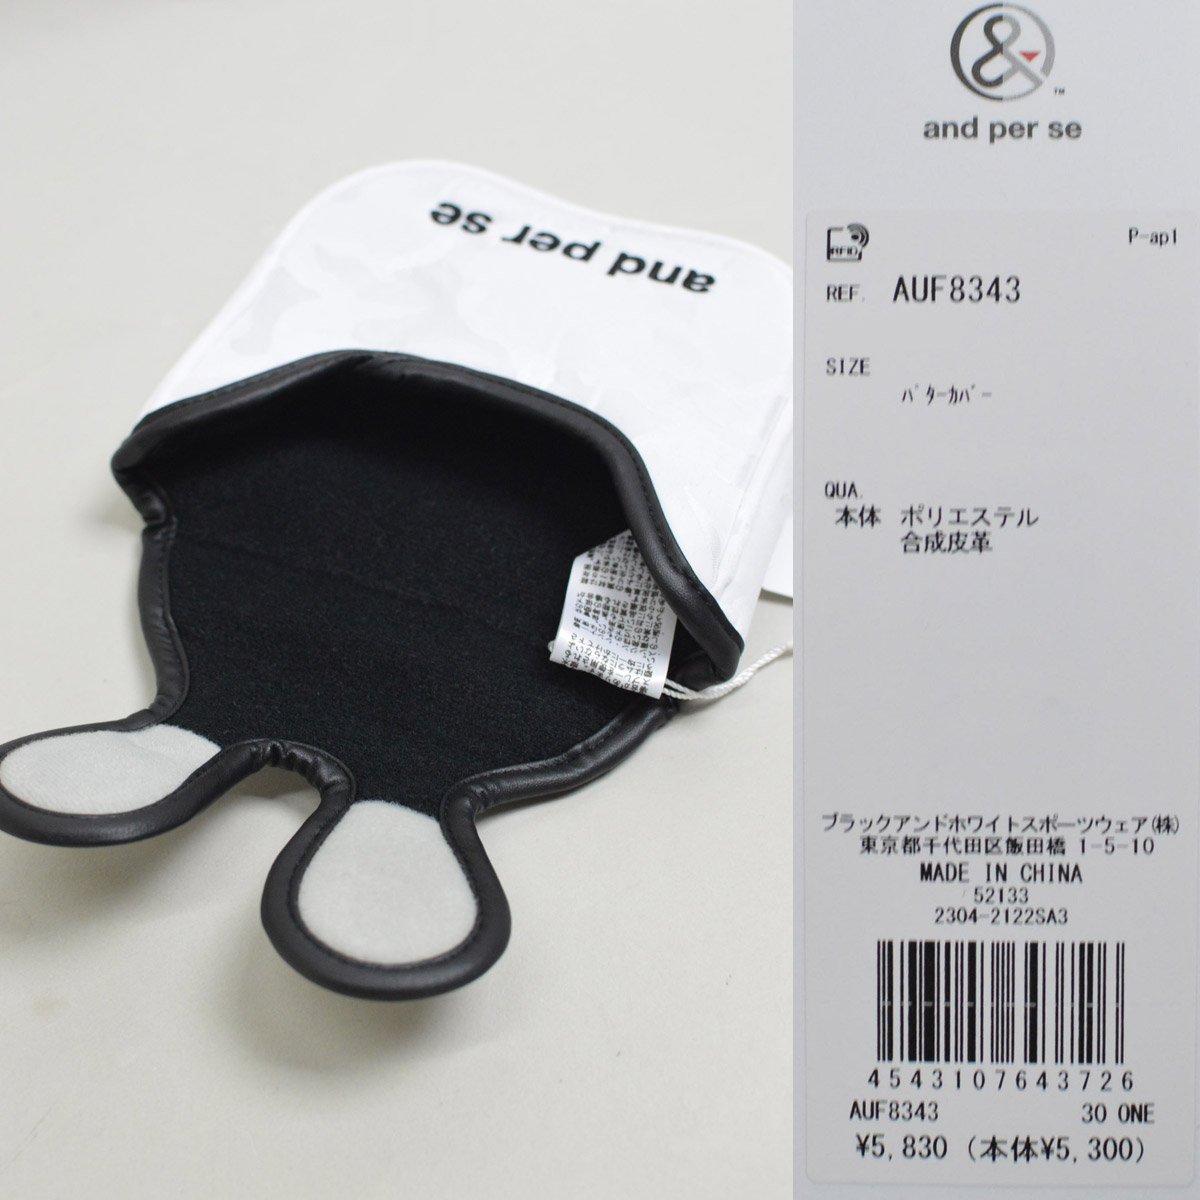 and per se
&
TM
and per se
RFID
P-apl
REF. AUF8343
SIZE
ﾊﾟﾀｰｶﾊﾞｰ
QUA.
本体 ポリエステル
合成皮革
ブラックアンドホワイトスポーツウェア(株)
東京都千代田区飯田橋 1-5-10
MADE IN CHINA
52133
2304-2122SA3
4543107643726
AUF8343 30 ONE
¥5,830 (本体¥5,300)